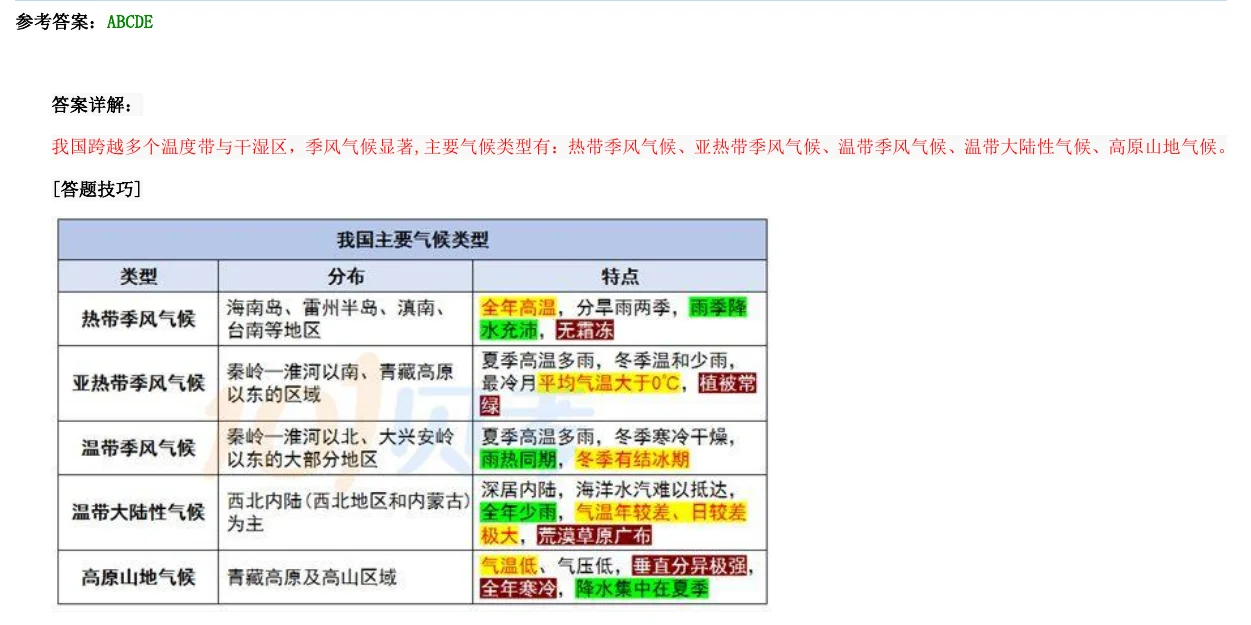 参考答案：ABCDE
答案详解：
我国跨越多个温度带与干湿区，季风气候显著,主要气候类型有：热带季风气候、亚热带季风气候、温带季风气候、温带大陆性气候、高原山地气候。
[答题技巧]
我国主要气候类型
类型 分布 特点
热带季风气候
海南岛、雷州半岛、滇南、
台南等地区
全年高温，分旱雨两季，雨季降
水充沛，无霜冻
亚热带季风气候
秦岭—淮河以南、青藏高原
以东的区域
夏季高温多雨，冬季温和少雨，
最冷月平均气温大于0℃，植被常
绿
温带季风气候
秦岭—淮河以北、大兴安岭
以东的大部分地区
夏季高温多雨，冬季寒冷干燥，
雨热同期，冬季有结冰期
温带大陆性气候
西北内陆(西北地区和内蒙古)
为主
深居内陆，海洋水汽难以抵达，
全年少雨，气温年较差、日较差
极大，荒漠草原广布
高原山地气候
青藏高原及高山区域
气温低、气压低，垂直分异极强，
全年寒冷，降水集中在夏季